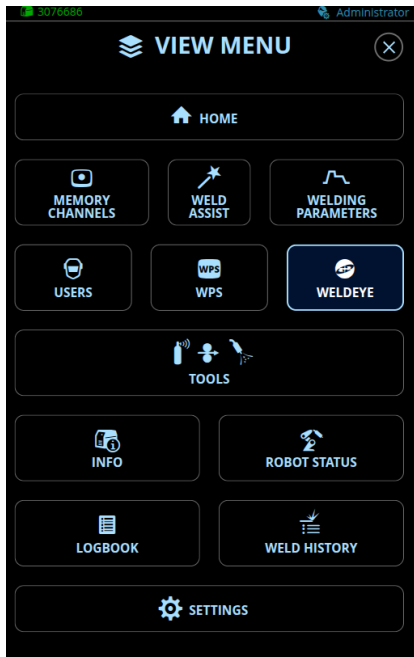 3076686 Administrator
VIEW MENU
HOME
MEMORY CHANNELS
WELD ASSIST
WELDING PARAMETERS
USERS
WPS
WPS
WELDEYE
TOOLS
INFO
ROBOT STATUS
LOGBOOK
WELD HISTORY
SETTINGS